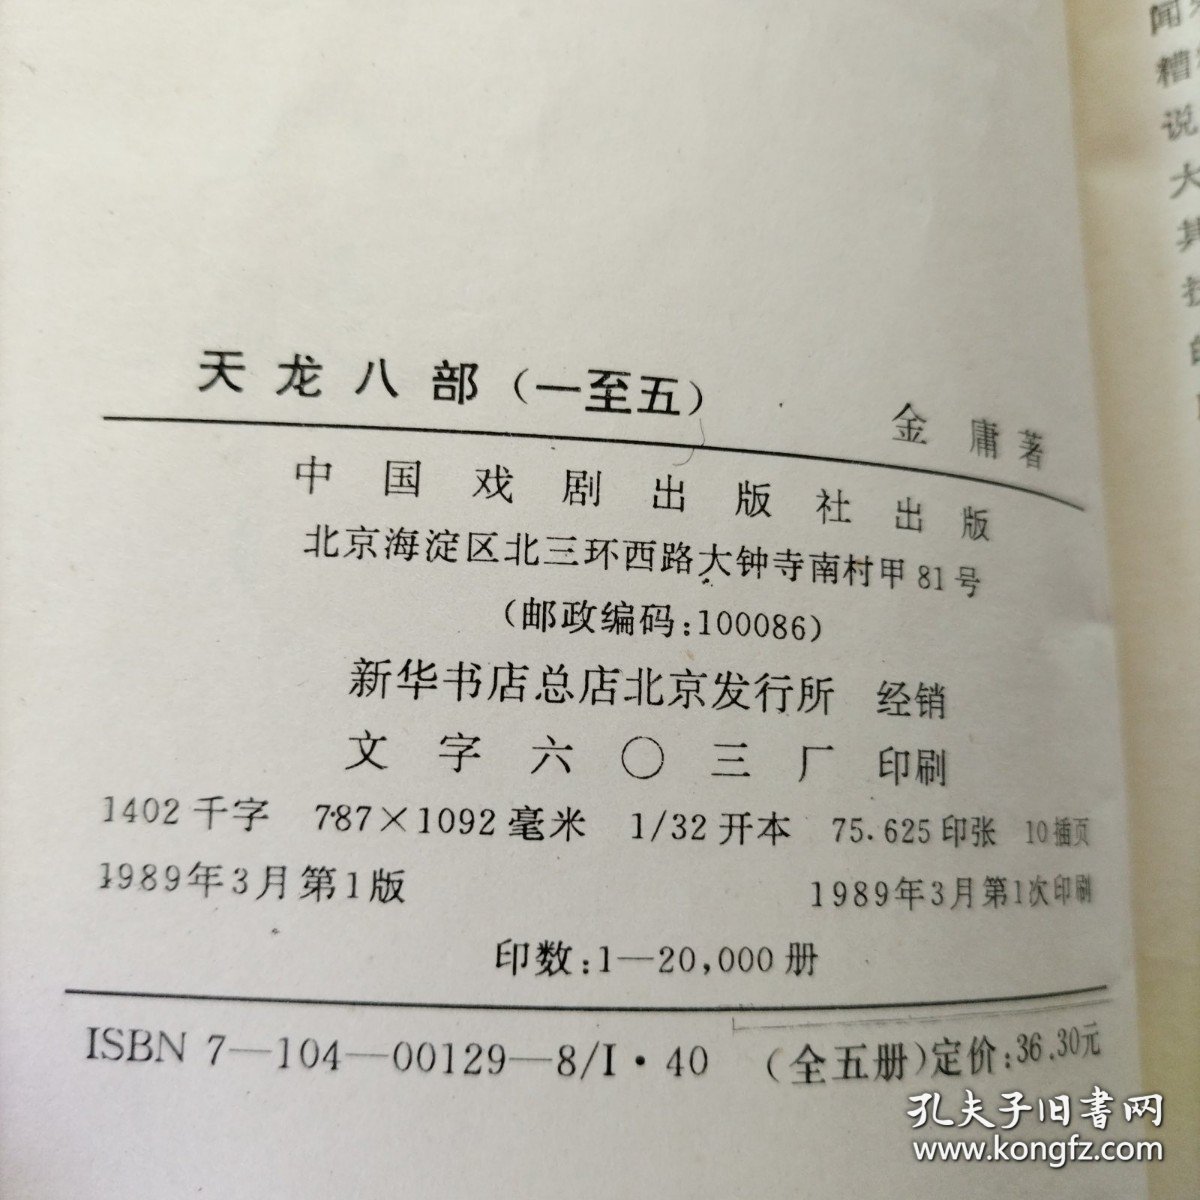 天龙八部(一至五)
金庸著
中国戏剧出版社出版
北京海淀区北三环西路大钟寺南村甲81号
(邮政编码:100086)
新华书店总店北京发行所 经销
文字六〇三厂 印刷
1402千字 787×1092毫米 1/32开本 75.625印张 10插页
1989年3月第1版 1989年3月第1次印刷
印数:1—20,000册
ISBN 7—104—00129—8/I·40 (全五册)定价:36.30元
闻
糟
说
大
其
的
孔夫子旧书网
www.kongfz.com